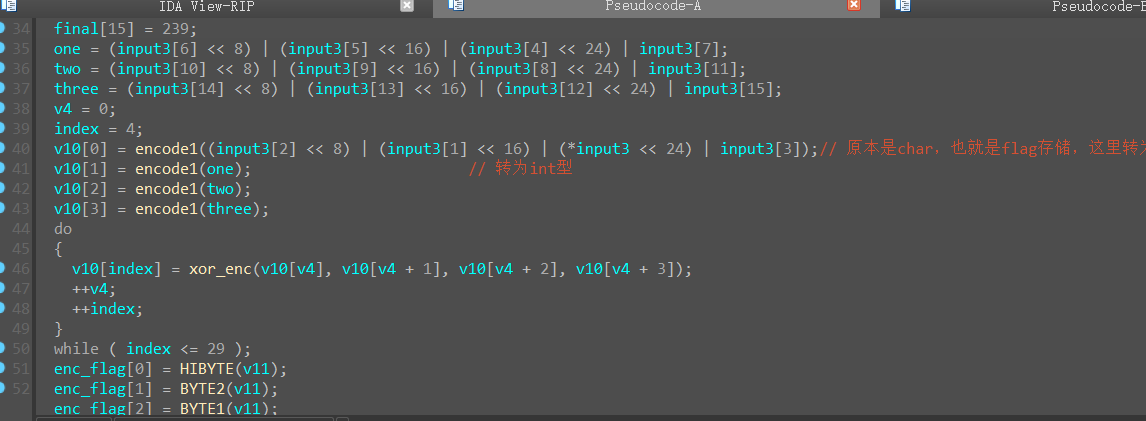 IDA View-RIP Pseudocode-A Pseudocode-
34 final[15] = 239;
35 one = (input3[6] << 8) | (input3[5] << 16) | (input3[4] << 24) | input3[7];
36 two = (input3[10] << 8) | (input3[9] << 16) | (input3[8] << 24) | input3[11];
37 three = (input3[14] << 8) | (input3[13] << 16) | (input3[12] << 24) | input3[15];
38 v4 = 0;
39 index = 4;
40 v10[0] = encode1((input3[2] << 8) | (input3[1] << 16) | (*input3 << 24) | input3[3]);// 原本是char，也就是flag存储，这里转为
41 v10[1] = encode1(one); // 转为int型
42 v10[2] = encode1(two);
43 v10[3] = encode1(three);
44 do
45 {
46 v10[index] = xor_enc(v10[v4], v10[v4 + 1], v10[v4 + 2], v10[v4 + 3]);
47 ++v4;
48 ++index;
49 }
50 while ( index <= 29 );
51 enc_flag[0] = HIBYTE(v11);
52 enc_flag[1] = BYTE2(v11);
enc_flag[2] = BYTE1(v11);